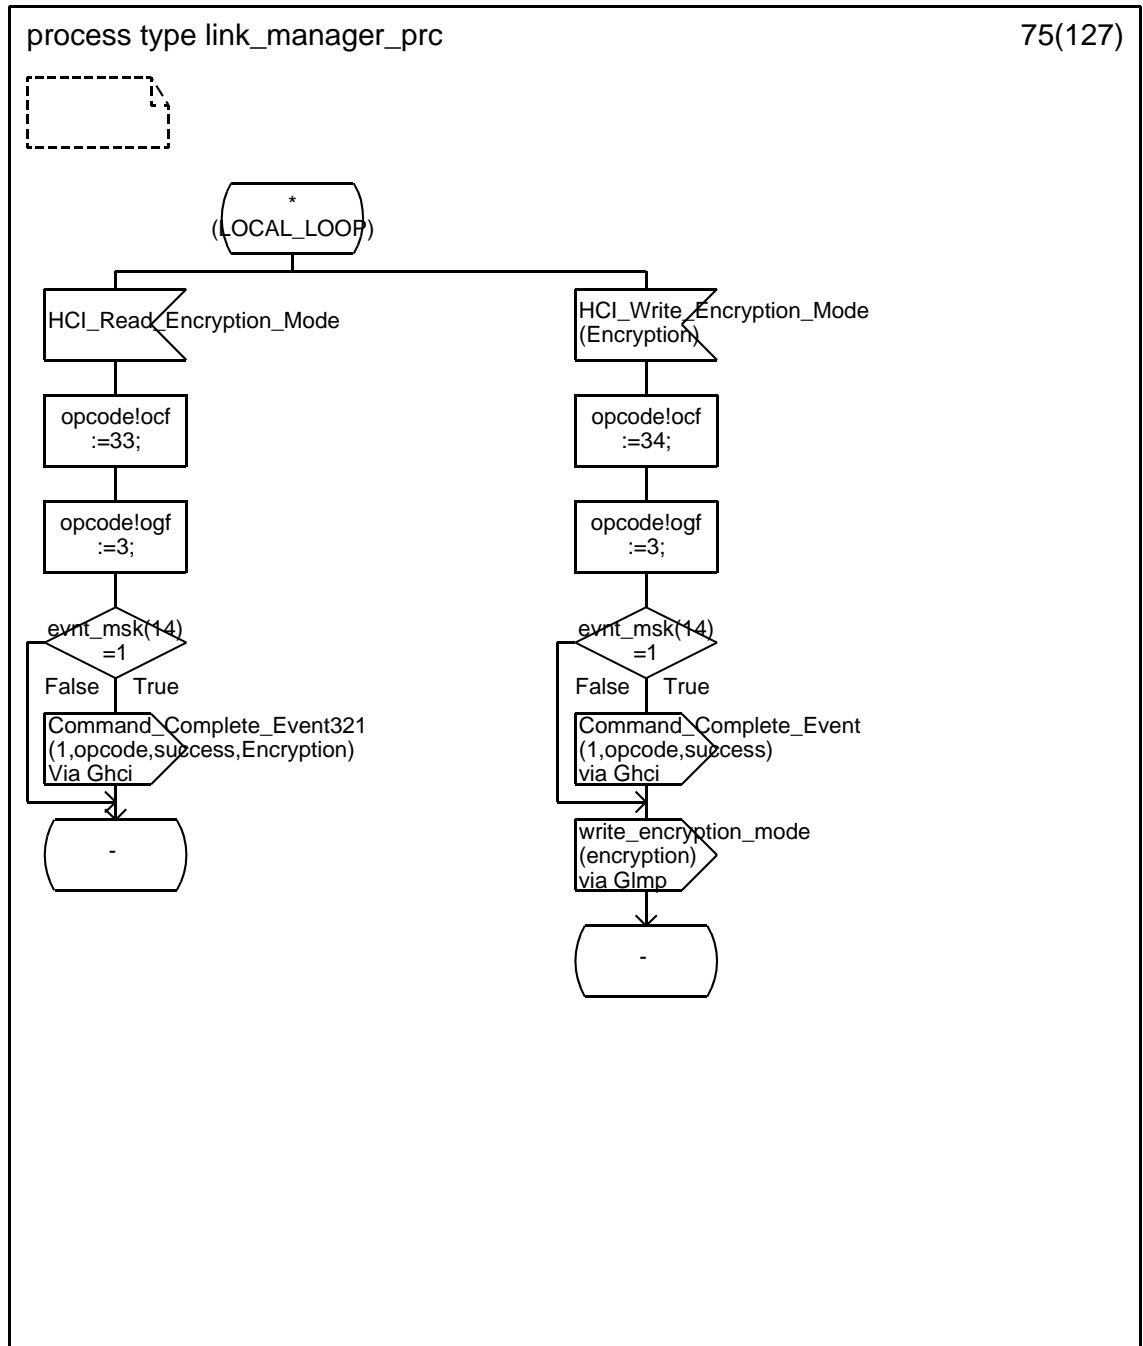 process type link_manager_prc
75(127)
*
(LOCAL_LOOP)
HCI_Read_Encryption_Mode
opcode!ocf
:=33;
opcode!ogf
:=3;
evnt_msk(14)
=1
False
True
Command_Complete_Event321
(1,opcode,success,Encryption)
Via Ghci
-
HCI_Write_Encryption_Mode
(Encryption)
opcode!ocf
:=34;
opcode!ogf
:=3;
evnt_msk(14)
=1
False
True
Command_Complete_Event
(1,opcode,success)
via Ghci
write_encryption_mode
(encryption)
via Glmp
-